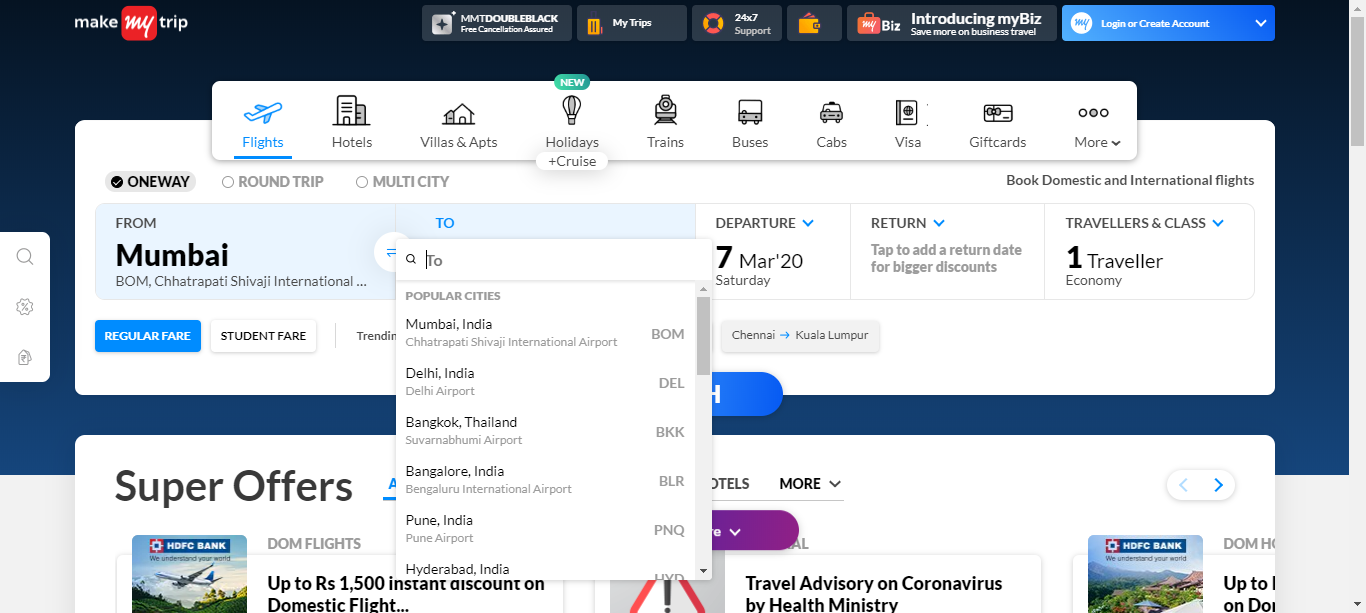 make my trip
MMTDOUBLEBLACK
Free Cancellation Assured
My Trips
24x7
Support
my Biz
Introducing myBiz
Save more on business travel
my
Login or Create Account
NEW
Flights
Hotels
Villas & Apts
Holidays
+Cruise
Trains
Buses
Cabs
Visa
Giftcards
More
ONEWAY
ROUND TRIP
MULTI CITY
Book Domestic and International flights
FROM
Mumbai
BOM, Chhatrapati Shivaji International ...
TO
DEPARTURE
7 Mar'20
Saturday
RETURN
Tap to add a return date
for bigger discounts
TRAVELLERS & CLASS
1 Traveller
Economy
To
POPULAR CITIES
Mumbai, India
Chhatrapati Shivaji International Airport
BOM
Delhi, India
Delhi Airport
DEL
Bangkok, Thailand
Suvarnabhumi Airport
BKK
Bangalore, India
Bengaluru International Airport
BLR
Pune, India
Pune Airport
PNQ
Hyderabad, India
HYD
REGULAR FARE
STUDENT FARE
Trendin
Chennai → Kuala Lumpur
H
Super Offers
A
OTELS
MORE
re
HDFC BANK
We understand your world
DOM FLIGHTS
Up to Rs 1,500 instant discount on
Domestic Flight...
AL
Travel Advisory on Coronavirus
by Health Ministry
HDFC BANK
We understand your world
DOM HO
Up to
on Do